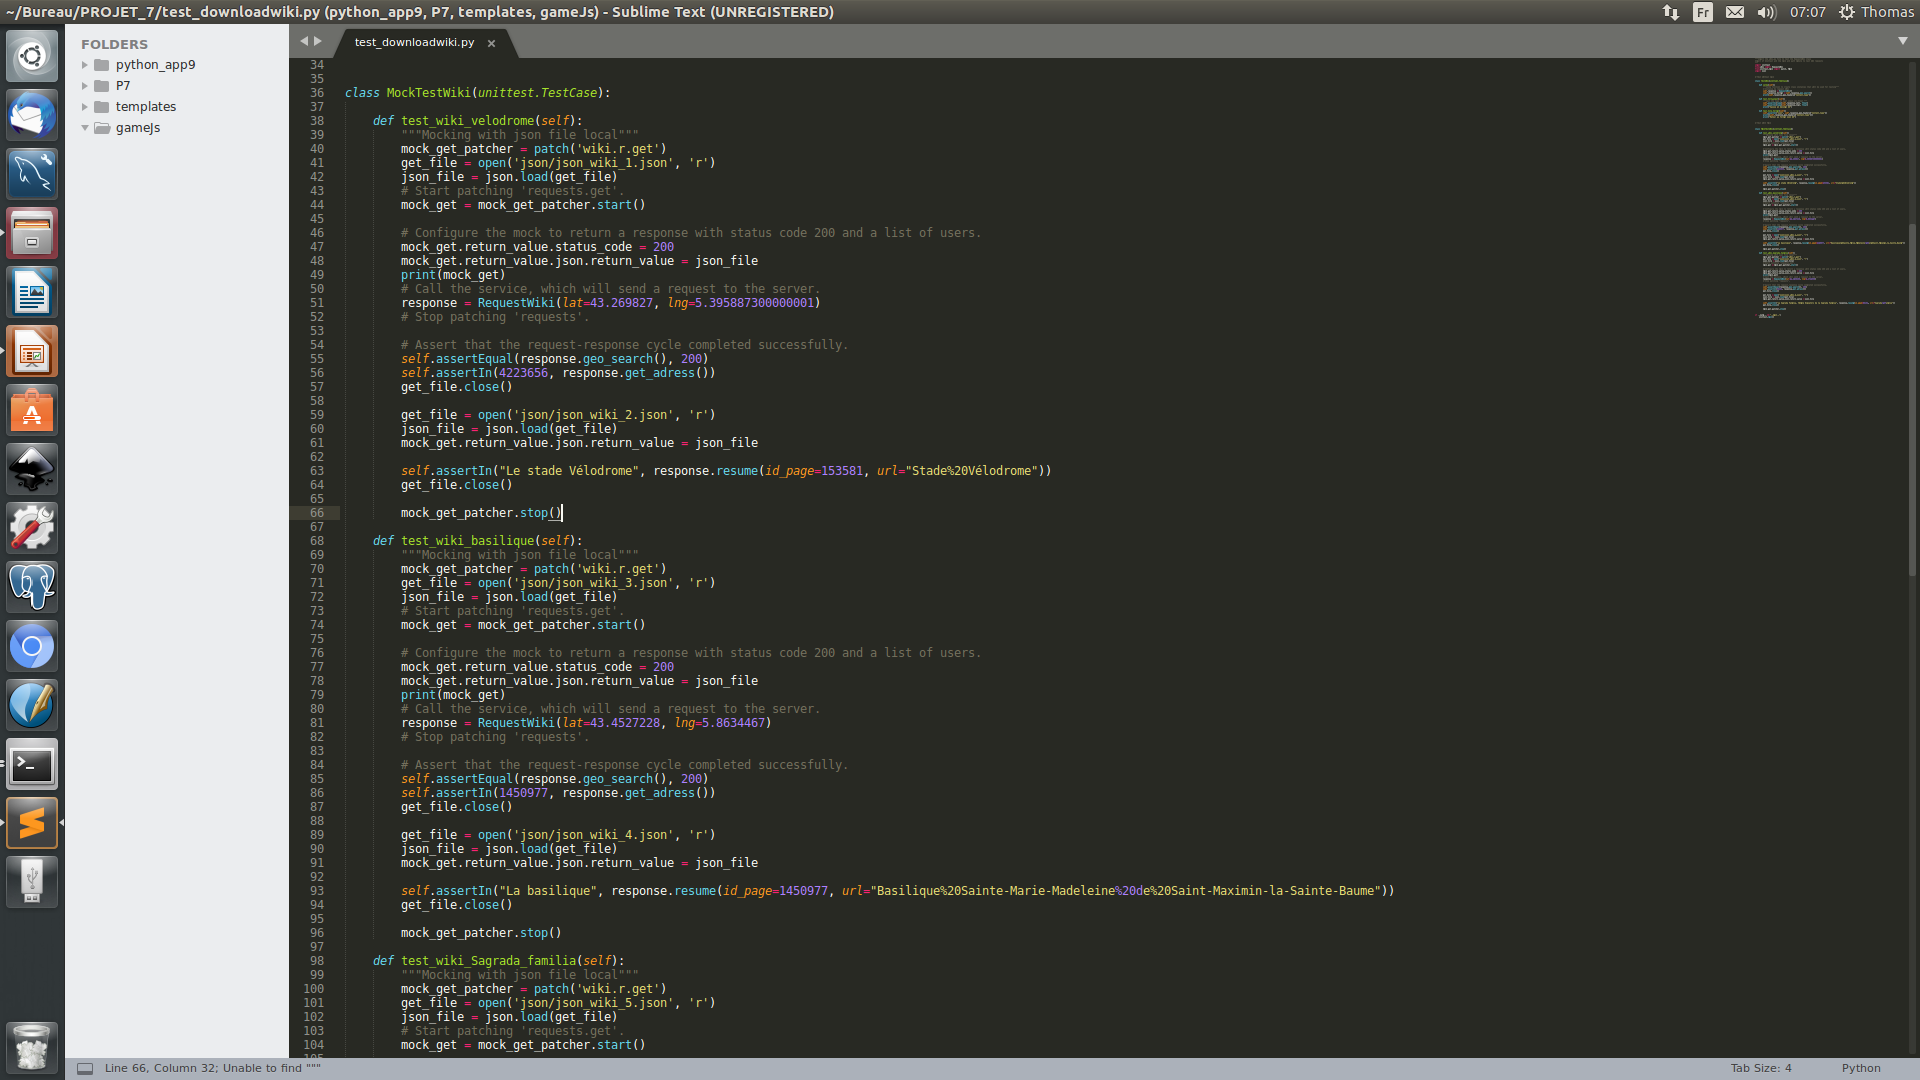 ~/Bureau/PROJET_7/test_downloadwiki.py (python_app9, P7, templates, gameJs) - Sublime Text (UNREGISTERED)
Fr
07:07
Thomas
FOLDERS
python_app9
P7
templates
gameJs
test_downloadwiki.py
34
35
36 class MockTestWiki(unittest.TestCase):
37
38 def test_wiki_velodrome(self):
39 """Mocking with json file local"""
40 mock_get_patcher = patch('wiki.r.get')
41 get_file = open('json/json_wiki_1.json', 'r')
42 json_file = json.load(get_file)
43 # Start patching 'requests.get'.
44 mock_get = mock_get_patcher.start()
45
46 # Configure the mock to return a response with status code 200 and a list of users.
47 mock_get.return_value.status_code = 200
48 mock_get.return_value.json.return_value = json_file
49 print(mock_get)
50 # Call the service, which will send a request to the server.
51 response = RequestWiki(lat=43.269827, lng=5.395887300000001)
52 # Stop patching 'requests'.
53
54 # Assert that the request-response cycle completed successfully.
55 self.assertEqual(response.geo_search(), 200)
56 self.assertIn(4223656, response.get_adress())
57 get_file.close()
58
59 get_file = open('json/json_wiki_2.json', 'r')
60 json_file = json.load(get_file)
61 mock_get.return_value.json.return_value = json_file
62
63 self.assertIn("Le stade Vélodrome", response.resume(id_page=153581, url="Stade%20Vélodrome"))
64 get_file.close()
65
66 mock_get_patcher.stop()
67
68 def test_wiki_basilique(self):
69 """Mocking with json file local"""
70 mock_get_patcher = patch('wiki.r.get')
71 get_file = open('json/json_wiki_3.json', 'r')
72 json_file = json.load(get_file)
73 # Start patching 'requests.get'.
74 mock_get = mock_get_patcher.start()
75
76 # Configure the mock to return a response with status code 200 and a list of users.
77 mock_get.return_value.status_code = 200
78 mock_get.return_value.json.return_value = json_file
79 print(mock_get)
80 # Call the service, which will send a request to the server.
81 response = RequestWiki(lat=43.4527228, lng=5.8634467)
82 # Stop patching 'requests'.
83
84 # Assert that the request-response cycle completed successfully.
85 self.assertEqual(response.geo_search(), 200)
86 self.assertIn(1450977, response.get_adress())
87 get_file.close()
88
89 get_file = open('json/json_wiki_4.json', 'r')
90 json_file = json.load(get_file)
91 mock_get.return_value.json.return_value = json_file
92
93 self.assertIn("La basilique", response.resume(id_page=1450977, url="Basilique%20Sainte-Marie-Madeleine%20de%20Saint-Maximin-la-Sainte-Baume"))
94 get_file.close()
95
96 mock_get_patcher.stop()
97
98 def test_wiki_Sagrada_familia(self):
99 """Mocking with json file local"""
100 mock_get_patcher = patch('wiki.r.get')
101 get_file = open('json/json_wiki_5.json', 'r')
102 json_file = json.load(get_file)
103 # Start patching 'requests.get'.
104 mock_get = mock_get_patcher.start()
105
Line 66, Column 32; Unable to find """
Tab Size: 4
Python